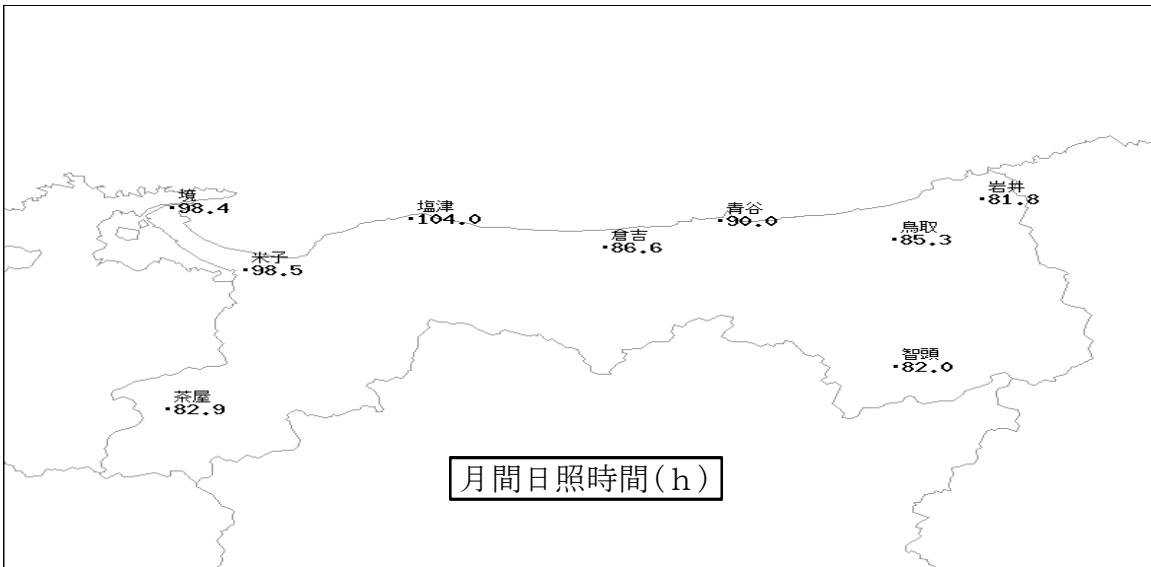 境
98.4
塩津
104.0
青谷
90.0
岩井
81.8
倉吉
86.6
鳥取
85.3
米子
98.5
智頭
82.0
茶屋
82.9
月間日照時間(ｈ)